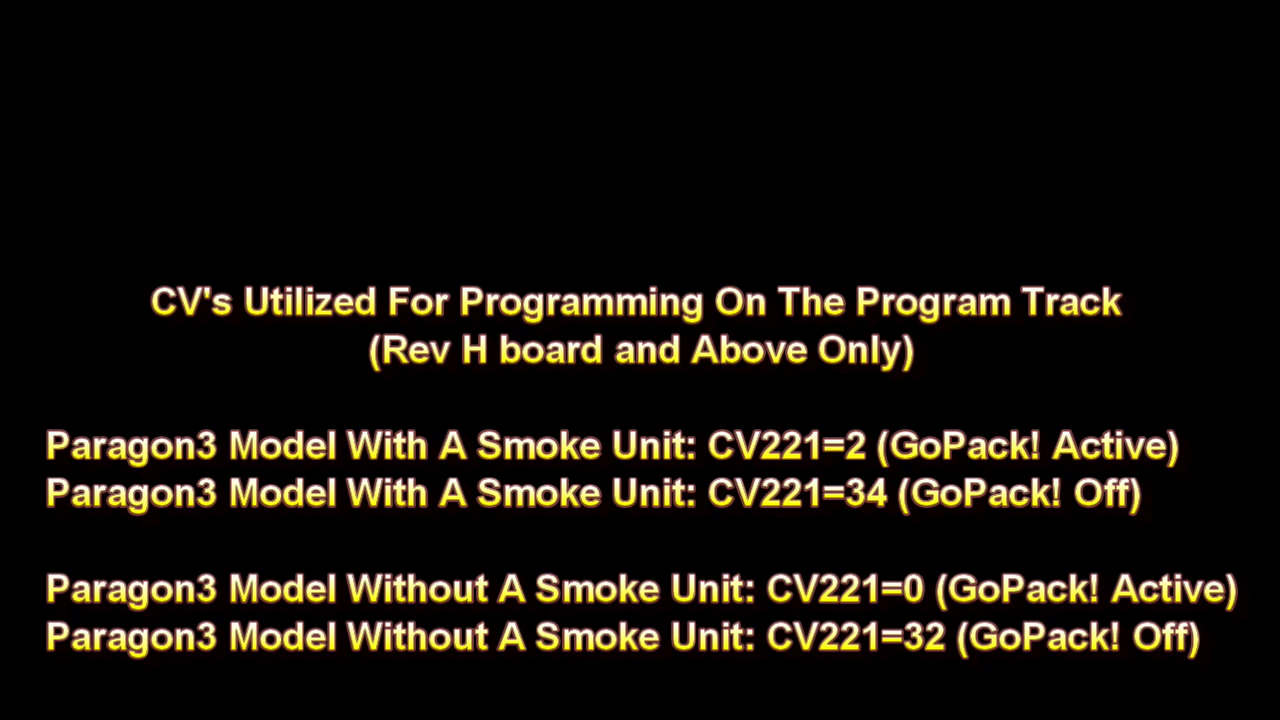 CV's Utilized For Programming On The Program Track
(Rev H board and Above Only)
Paragon3 Model With A Smoke Unit: CV221=2 (GoPack! Active)
Paragon3 Model With A Smoke Unit: CV221=34 (GoPack! Off)
Paragon3 Model Without A Smoke Unit: CV221=0 (GoPack! Active)
Paragon3 Model Without A Smoke Unit: CV221=32 (GoPack! Off)